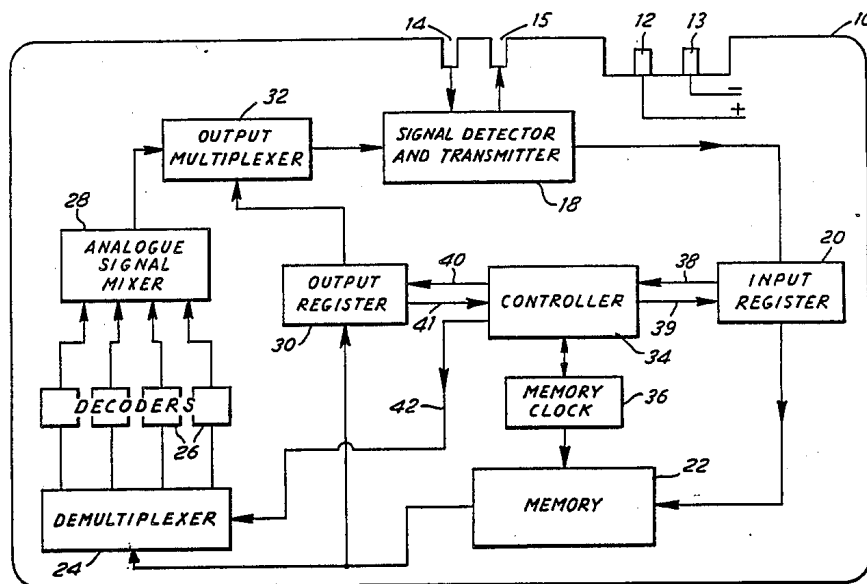 14
15
12
13
10
−
+
32
OUTPUT
MULTIPLEXER
SIGNAL DETECTOR
AND TRANSMITTER
18
28
ANALOGUE
SIGNAL
MIXER
20
INPUT
REGISTER
40
38
OUTPUT
REGISTER
CONTROLLER
41
39
30
34
DECODERS
26
42
MEMORY
CLOCK
36
22
MEMORY
DEMULTIPLEXER
24